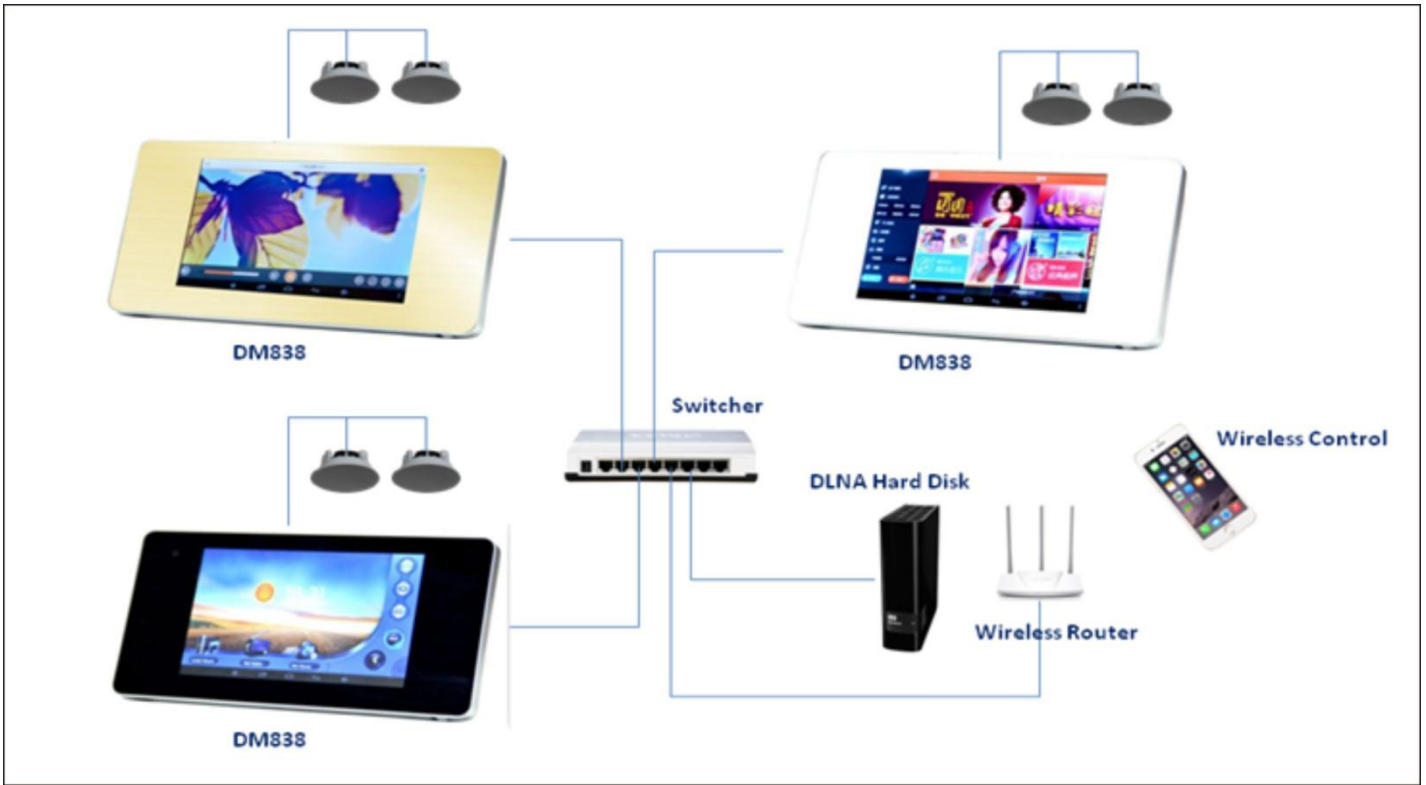 DM838
DM838
Switcher
Wireless Control
DLNA Hard Disk
Wireless Router
DM838